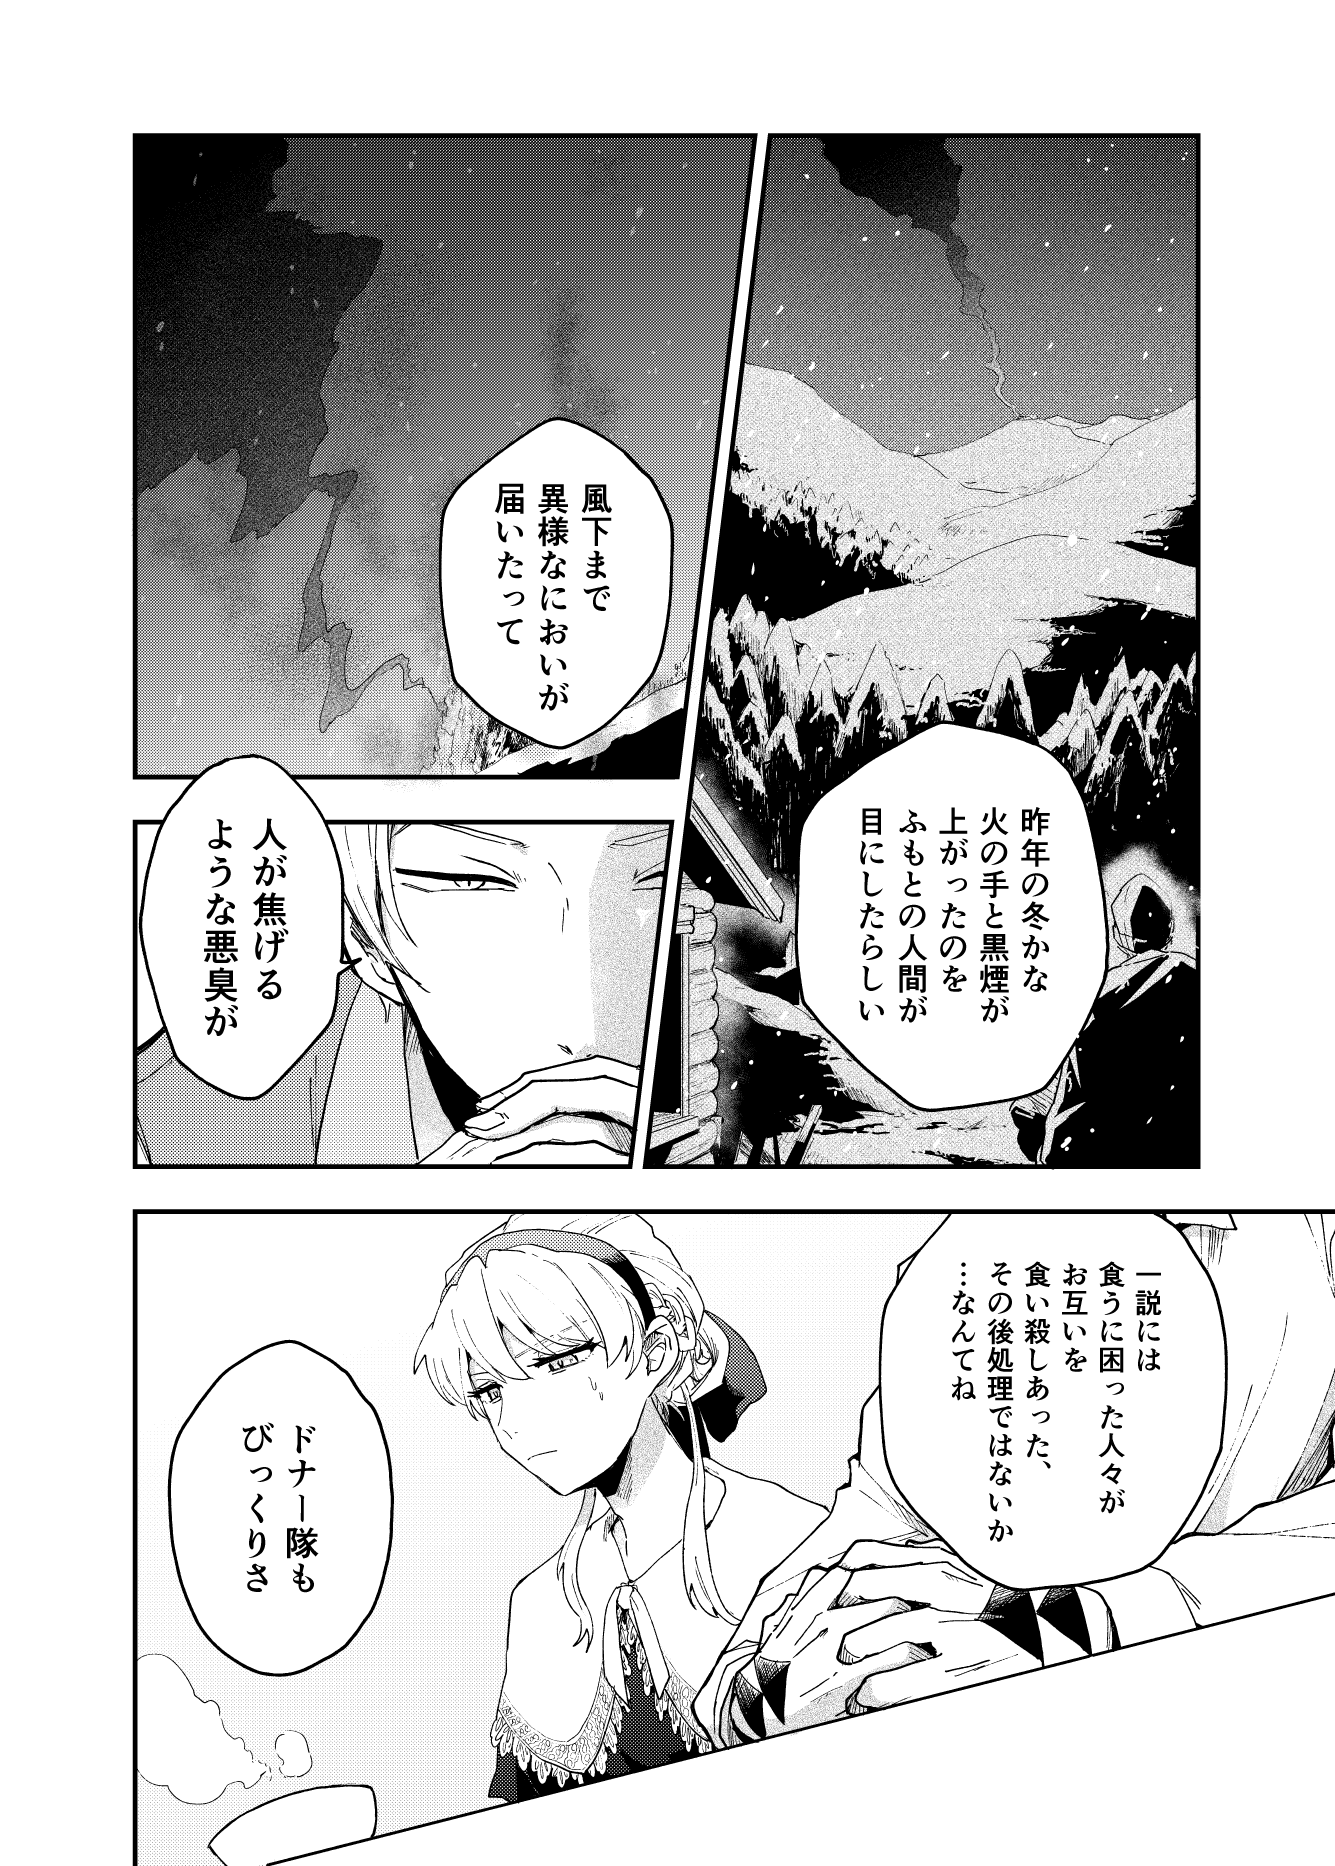 昨年の冬かな
火の手と黒煙が
上がったのを
ふもとの人間が
目にしたらしい
風下まで
異様なにおいが
届いたって
人が焦げる
ような悪臭が
一説には
食うに困った人々が
お互いを
食い殺しあった、
その後処理ではないか
…なんてね
ドナー隊も
びっくりさ